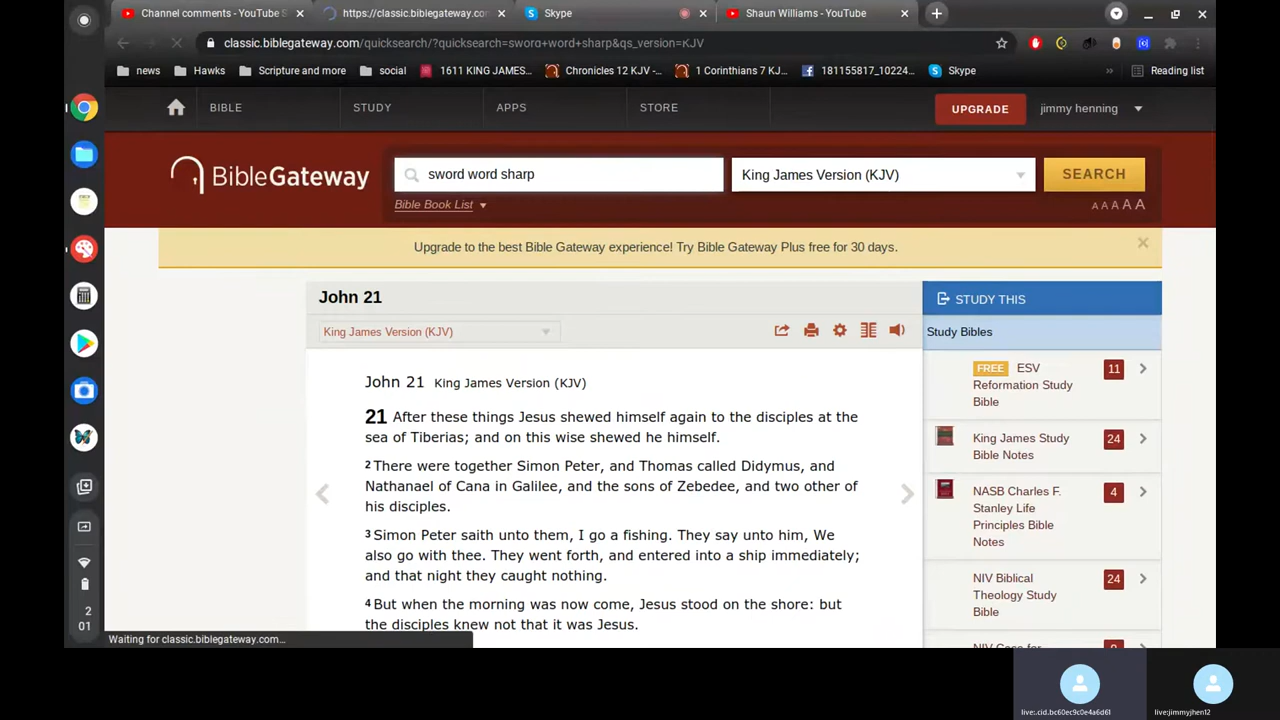 Channel comments - YouTube S
https://classic.biblegateway.com/
Skype
Shaun Williams - YouTube
classic.biblegateway.com/quicksearch/?quicksearch=sword+word+sharp&qs_version=KJV
news
Hawks
Scripture and more
social
1611 KING JAMES...
Chronicles 12 KJV -...
1 Corinthians 7 KJ...
181155817_10224...
Skype
»
Reading list
BIBLE
STUDY
APPS
STORE
UPGRADE
jimmy henning
BibleGateway
sword word sharp
King James Version (KJV)
SEARCH
Bible Book List
A A A A A
Upgrade to the best Bible Gateway experience! Try Bible Gateway Plus free for 30 days.
John 21
King James Version (KJV)
John 21 King James Version (KJV)
21 After these things Jesus shewed himself again to the disciples at the
sea of Tiberias; and on this wise shewed he himself.
2 There were together Simon Peter, and Thomas called Didymus, and
Nathanael of Cana in Galilee, and the sons of Zebedee, and two other of
his disciples.
3 Simon Peter saith unto them, I go a fishing. They say unto him, We
also go with thee. They went forth, and entered into a ship immediately;
and that night they caught nothing.
4 But when the morning was now come, Jesus stood on the shore: but
the disciples knew not that it was Jesus.
STUDY THIS
Study Bibles
FREE ESV
Reformation Study
Bible
11
King James Study
Bible Notes
24
NASB Charles F.
Stanley Life
Principles Bible
Notes
4
NIV Biblical
Theology Study
Bible
24
2
01
Waiting for classic.biblegateway.com...
live:.cid.bc60ec9c0e4a6d61
live:jimmyjhen12